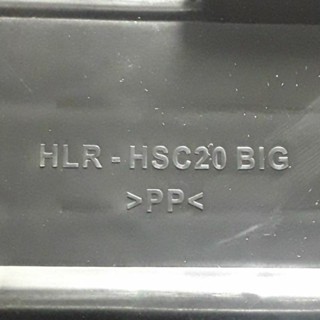 HLR - HSC20 BIG
>PP<